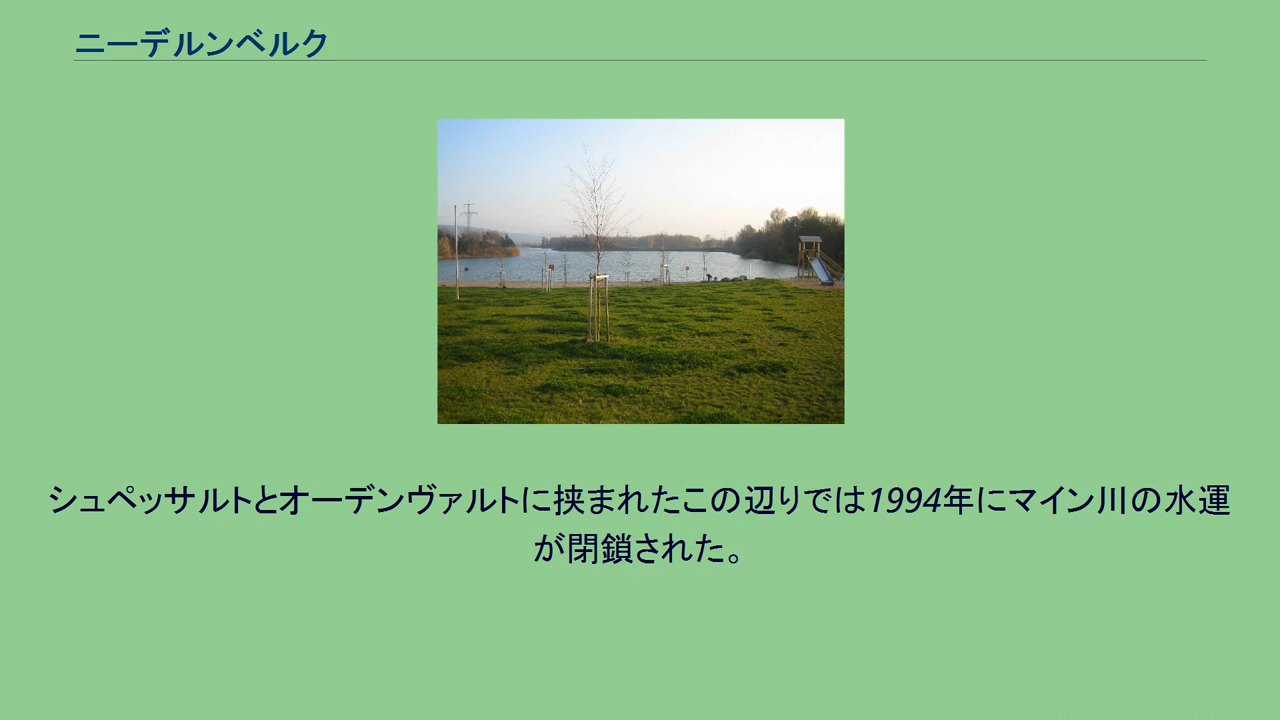 ニーデルンベルク
シュペッサルトとオーデンヴァルトに挟まれたこの辺りでは1994年にマイン川の水運
が閉鎖された。